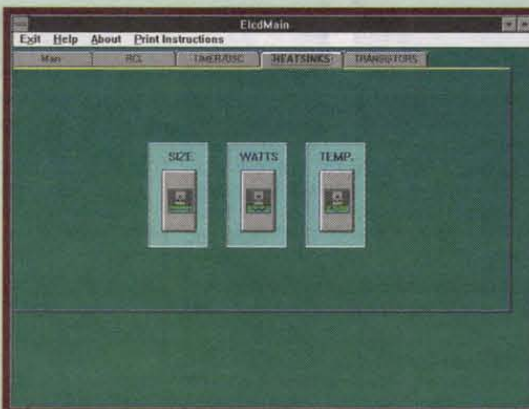 ElcdMain
Exit Help About Print Instructions
Main RCL TIMER/OSC HEATSINKS TRANSISTORS
SIZE WATTS TEMP.